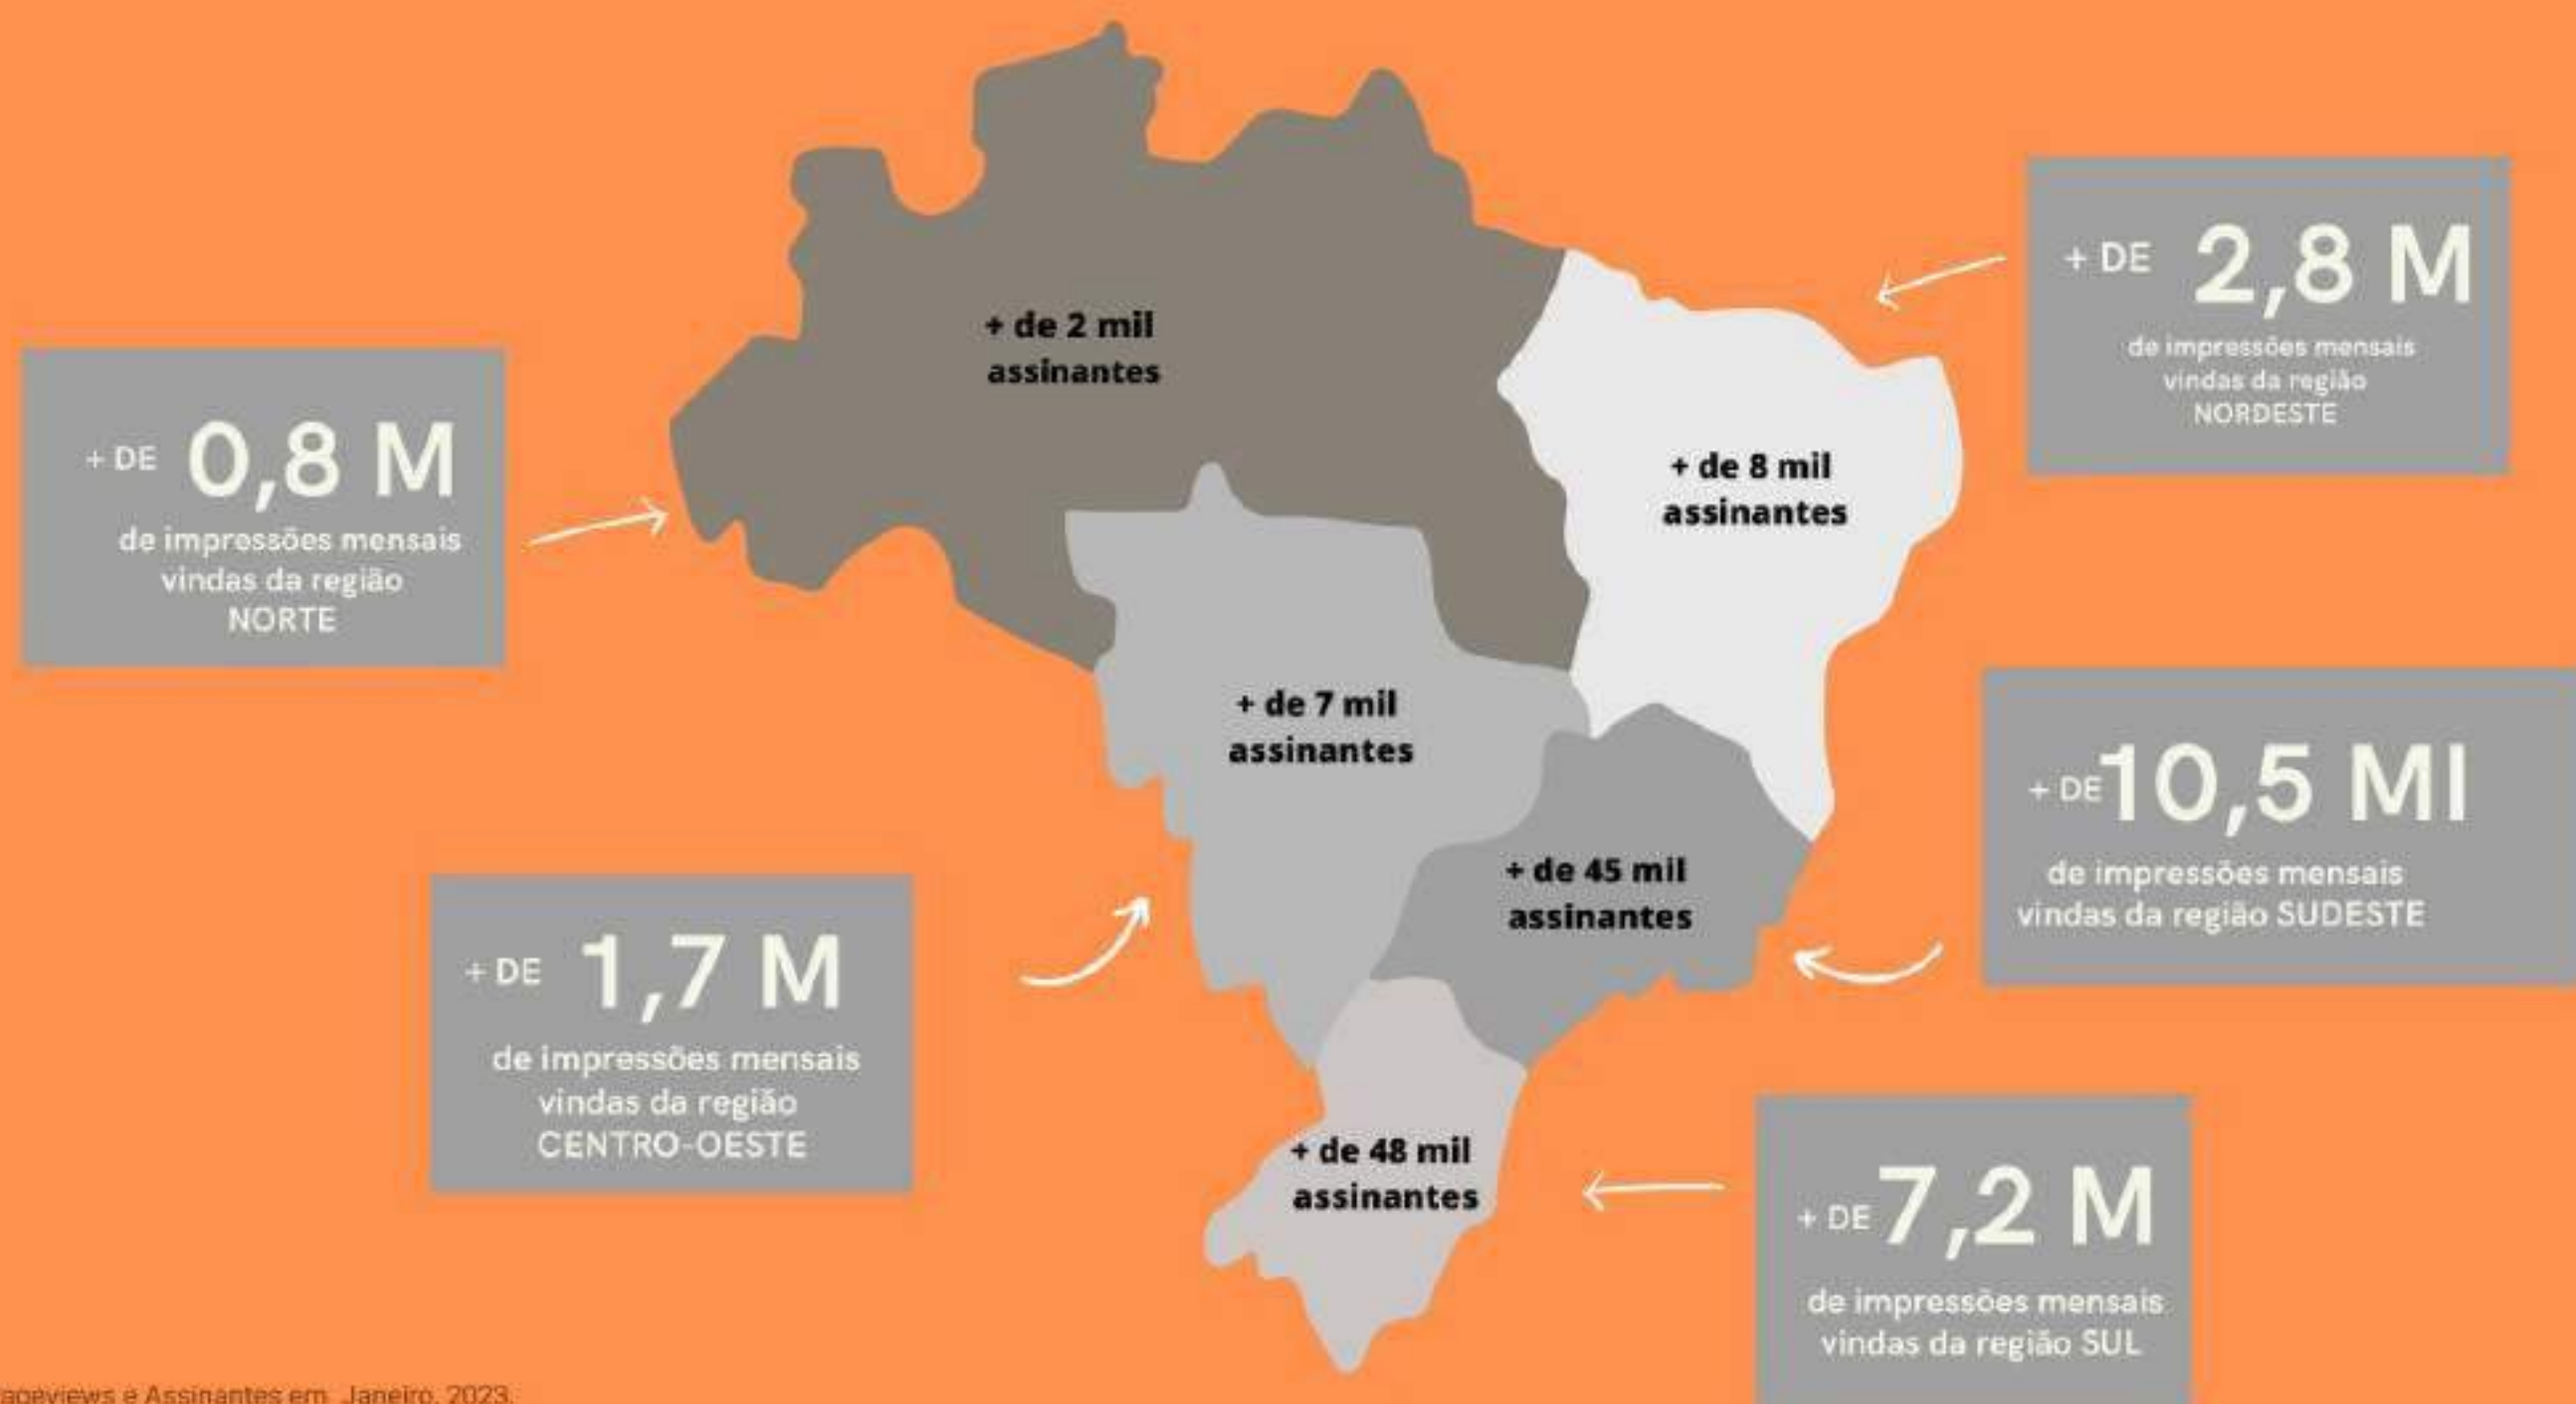 + DE 2,8 M
de impressões mensais
vindas da região
NORDESTE
+ de 2 mil
assinantes
+ DE 0,8 M
de impressões mensais
vindas da região
NORTE
+ de 8 mil
assinantes
+ de 7 mil
assinantes
+ DE 10,5 MI
de impressões mensais
vindas da região SUDESTE
+ de 45 mil
assinantes
+ DE 1,7 M
de impressões mensais
vindas da região
CENTRO-OESTE
+ de 48 mil
assinantes
+ DE 7,2 M
de impressões mensais
vindas da região SUL
ageviews e Assinantes em Janeiro, 2023.